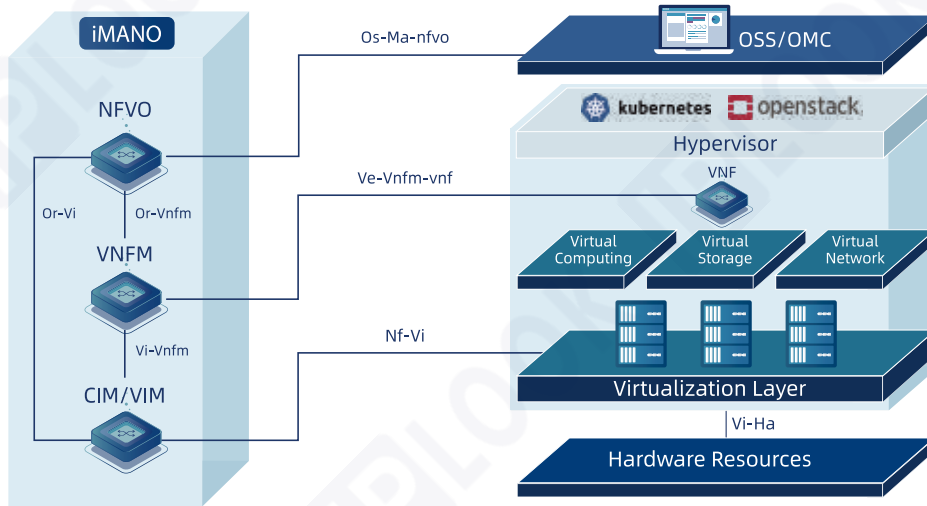 iMANO
NFVO
Or-Vi
Or-Vnfm
VNFM
Vi-Vnfm
CIM/VIM
Os-Ma-nfvo
Ve-Vnfm-vnf
Nf-Vi
OSS/OMC
kubernetes
openstack.
Hypervisor
VNF
Virtual
Computing
Virtual
Storage
Virtual
Network
Virtualization Layer
Vi-Ha
Hardware Resources